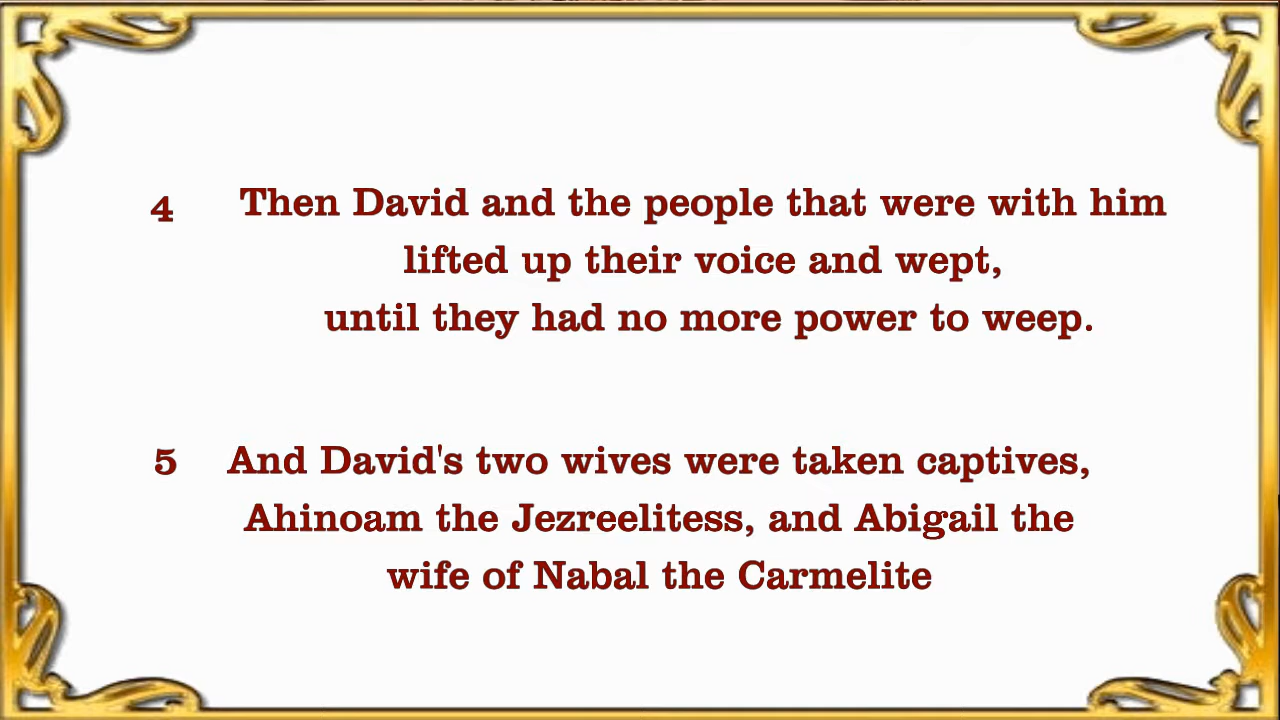 4 Then David and the people that were with him
lifted up their voice and wept,
until they had no more power to weep.
5 And David's two wives were taken captives,
Ahinoam the Jezreelitess, and Abigail the
wife of Nabal the Carmelite